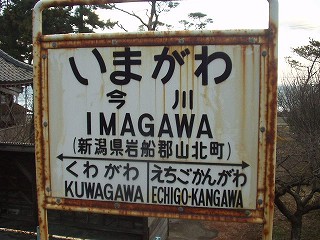 いまがわ
今川
IMAGAWA
(新潟県岩船郡山北町)
くわがわ えちごかんがわ
KUWAGAWA ECHIGO-KANGAWA